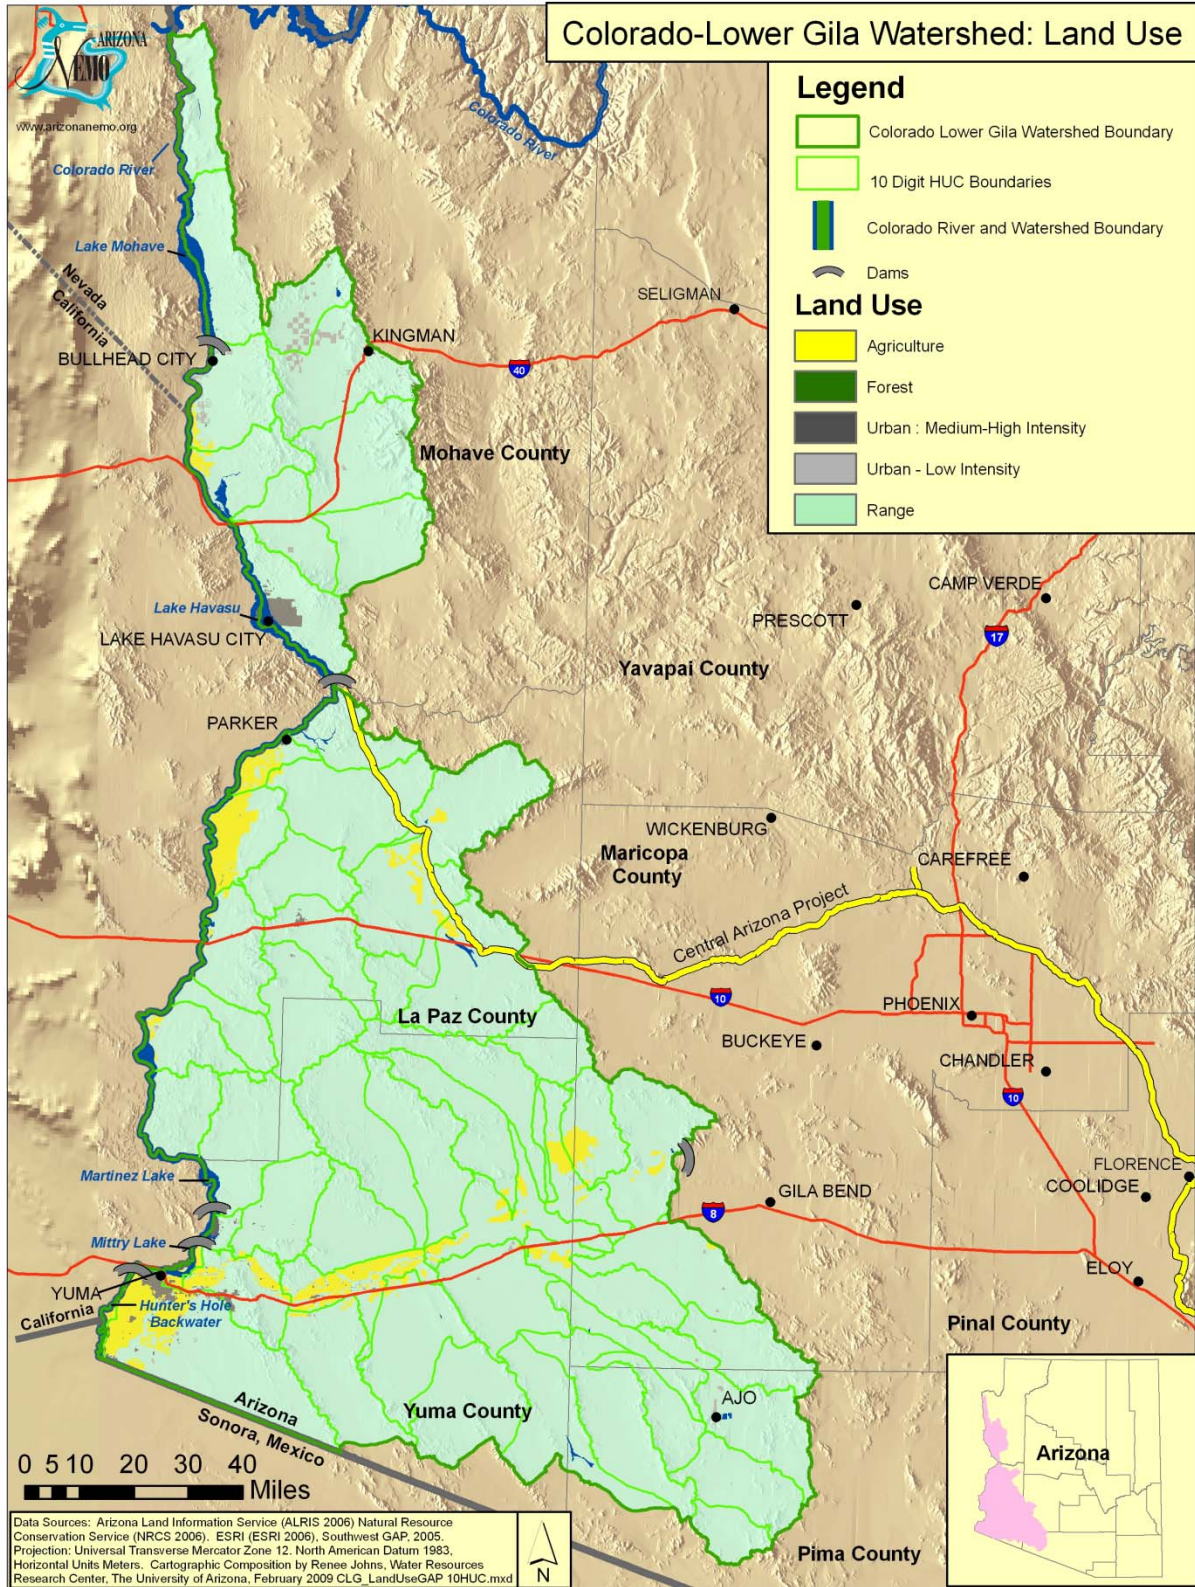 ARIZONA
NEMO
www.arizonanemo.org
Colorado-Lower Gila Watershed: Land Use
Legend
Colorado Lower Gila Watershed Boundary
10 Digit HUC Boundaries
Colorado River and Watershed Boundary
Dams
Land Use
Agriculture
Forest
Urban : Medium-High Intensity
Urban - Low Intensity
Range
Colorado River
Colorado River
Lake Mohave
Nevada
California
SELIGMAN
KINGMAN
BULLHEAD CITY
40
Mohave County
CAMP VERDE
PRESCOTT
17
Lake Havasu
LAKE HAVASU CITY
Yavapai County
PARKER
WICKENBURG
Maricopa
County
CAREFREE
Central Arizona Project
10
La Paz County
PHOENIX
BUCKEYE
CHANDLER
10
Martinez Lake
FLORENCE
COOLIDGE
GILA BEND
8
Mittry Lake
YUMA
ELOY
California
Hunter's Hole
Backwater
Pinal County
Arizona
Sonora, Mexico
Yuma County
AJO
Arizona
0 5 10 20 30 40
Miles
Pima County
Data Sources: Arizona Land Information Service (ALRIS 2006) Natural Resource
Conservation Service (NRCS 2006). ESRI (ESRI 2006), Southwest GAP, 2005.
Projection: Universal Transverse Mercator Zone 12. North American Datum 1983,
Horizontal Units Meters. Cartographic Composition by Renee Johns, Water Resources
Research Center, The University of Arizona, February 2009 CLG_LandUseGAP 10HUC.mxd
N